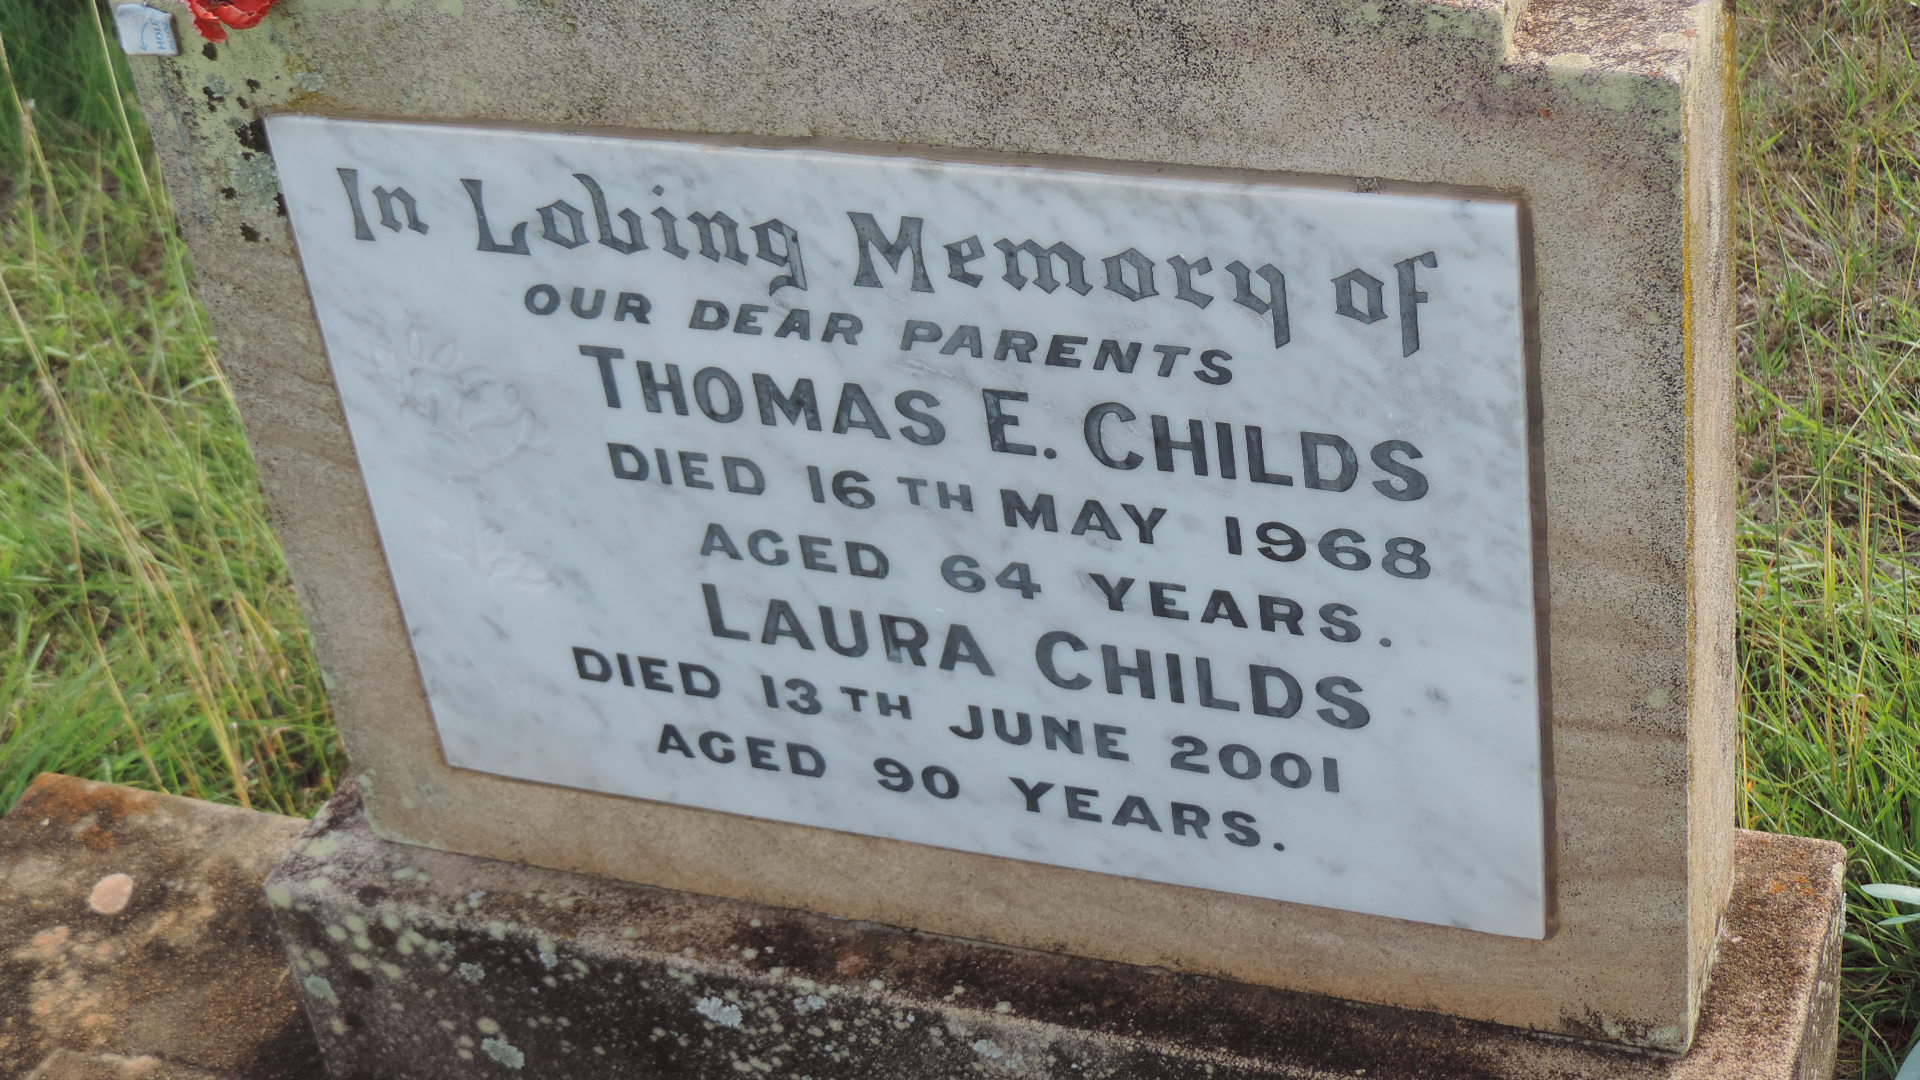 In Loving Memory of
OUR DEAR PARENTS
THOMAS E. CHILDS
DIED 16TH MAY 1968
AGED 64 YEARS.
LAURA CHILDS
DIED 13TH JUNE 2001
AGED 90 YEARS.